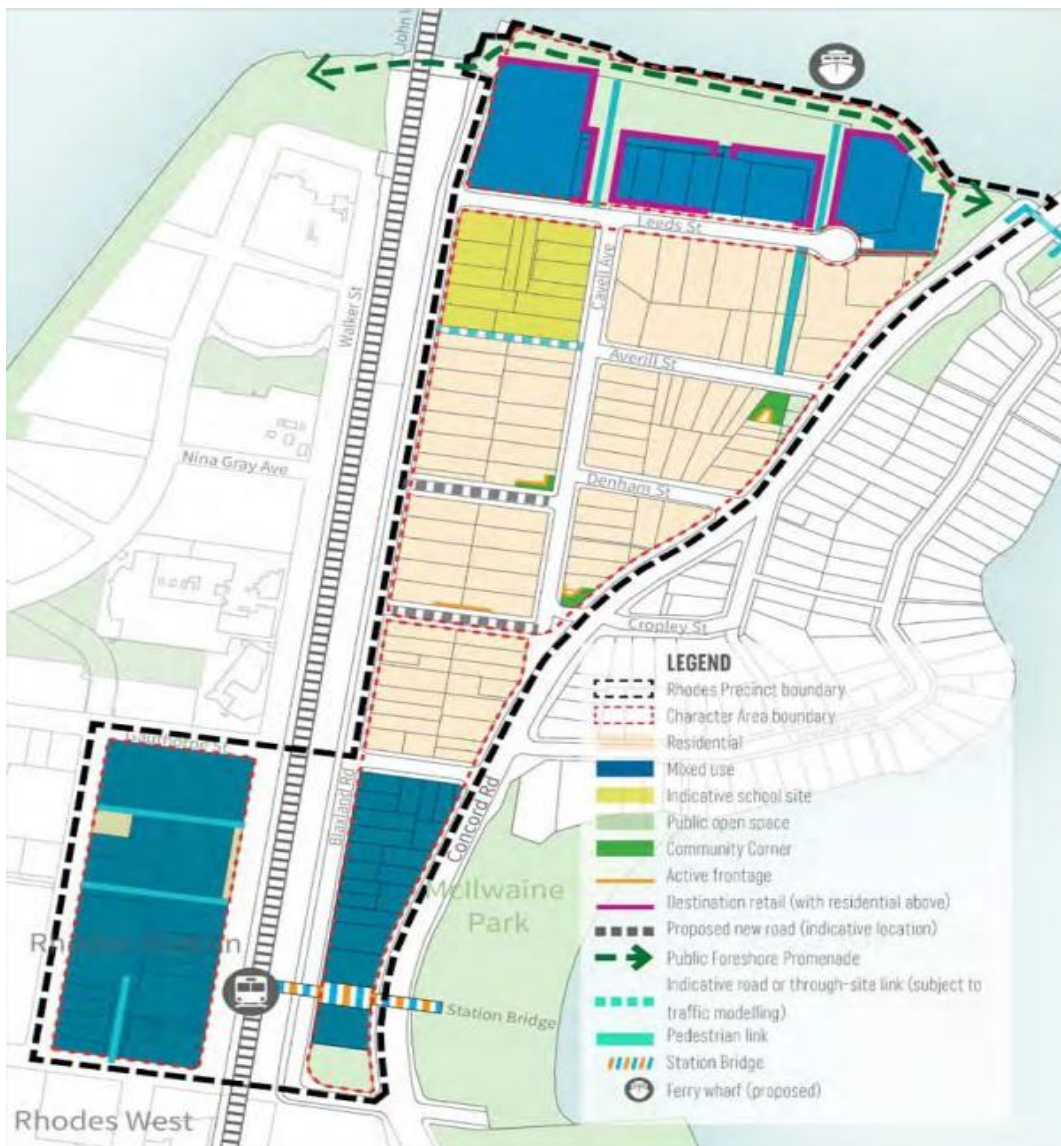 John
Leeds St
Cavell Ave
Walker St
Averill St
Nina Gray Ave
Denham St
Cropley St
LEGEND
Rhodes Precinct boundary
Character Area boundary
Residential
Mixed use
Indicative school site
Public open space
Community Corner
Active frontage
Destination retail (with residential above)
Proposed new road (indicative location)
Public Foreshore Promenade
Indicative road or through-site link (subject to
traffic modelling)
Pedestrian link
Station Bridge
Ferry wharf (proposed)
Blaxland Rd
Concord Rd
McIlwaine
Park
Station Bridge
Rhodes West